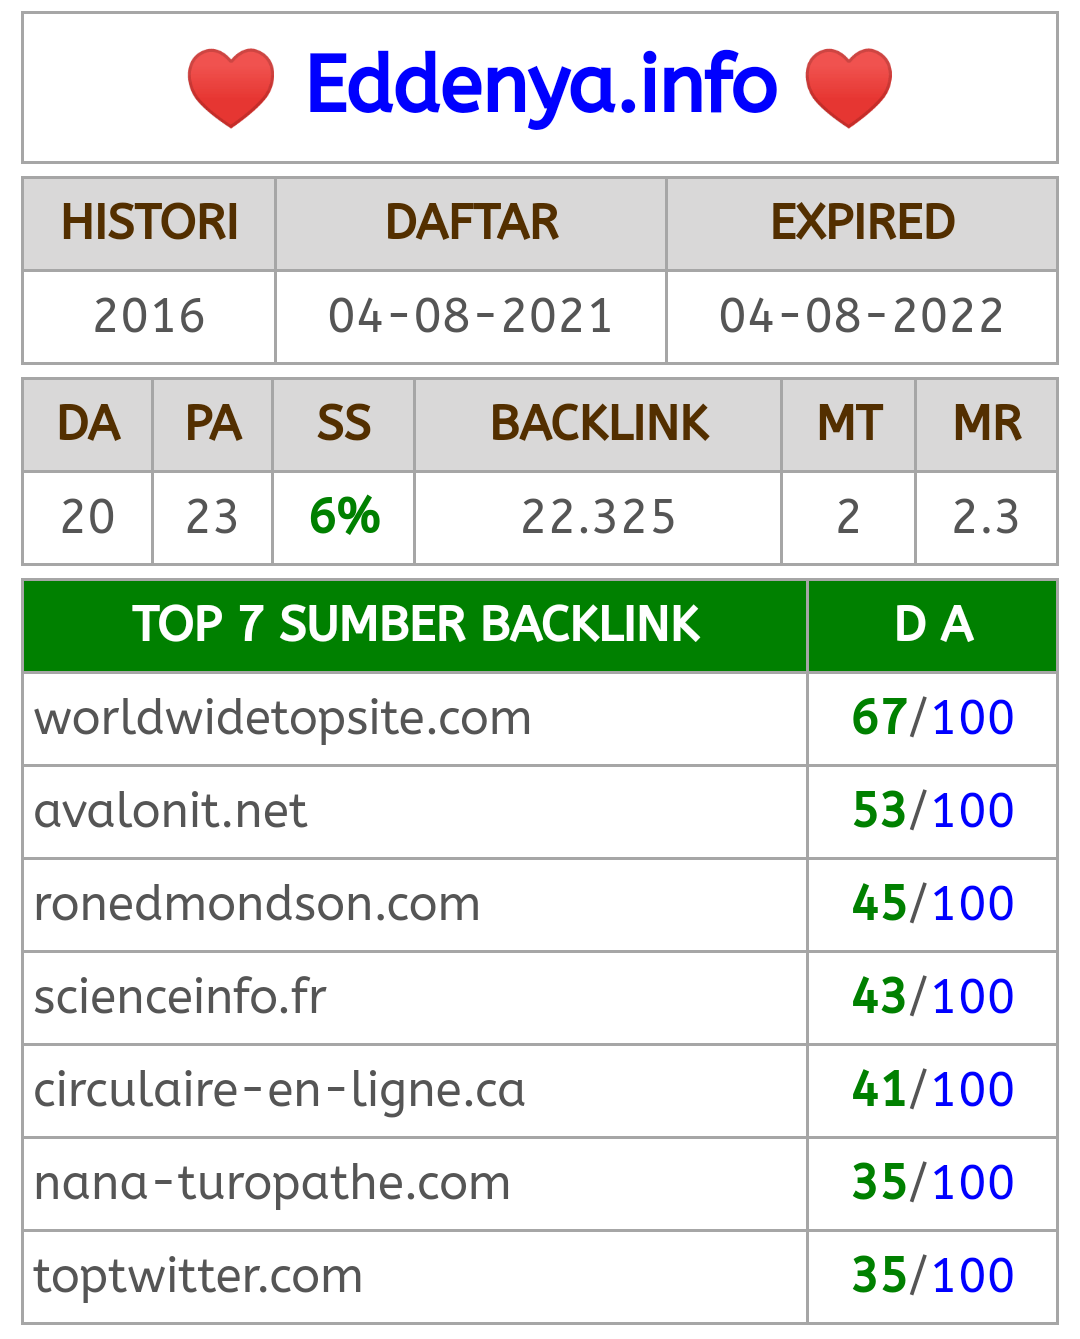 Eddenya.info
HISTORI DAFTAR EXPIRED
2016 04-08-2021 04-08-2022
DA PA SS BACKLINK MT MR
20 23 6% 22.325 2 2.3
TOP 7 SUMBER BACKLINK D A
worldwidetopsite.com 67/100
avalonit.net 53/100
ronedmondson.com 45/100
scienceinfo.fr 43/100
circulaire-en-ligne.ca 41/100
nana-turopathe.com 35/100
toptwitter.com 35/100